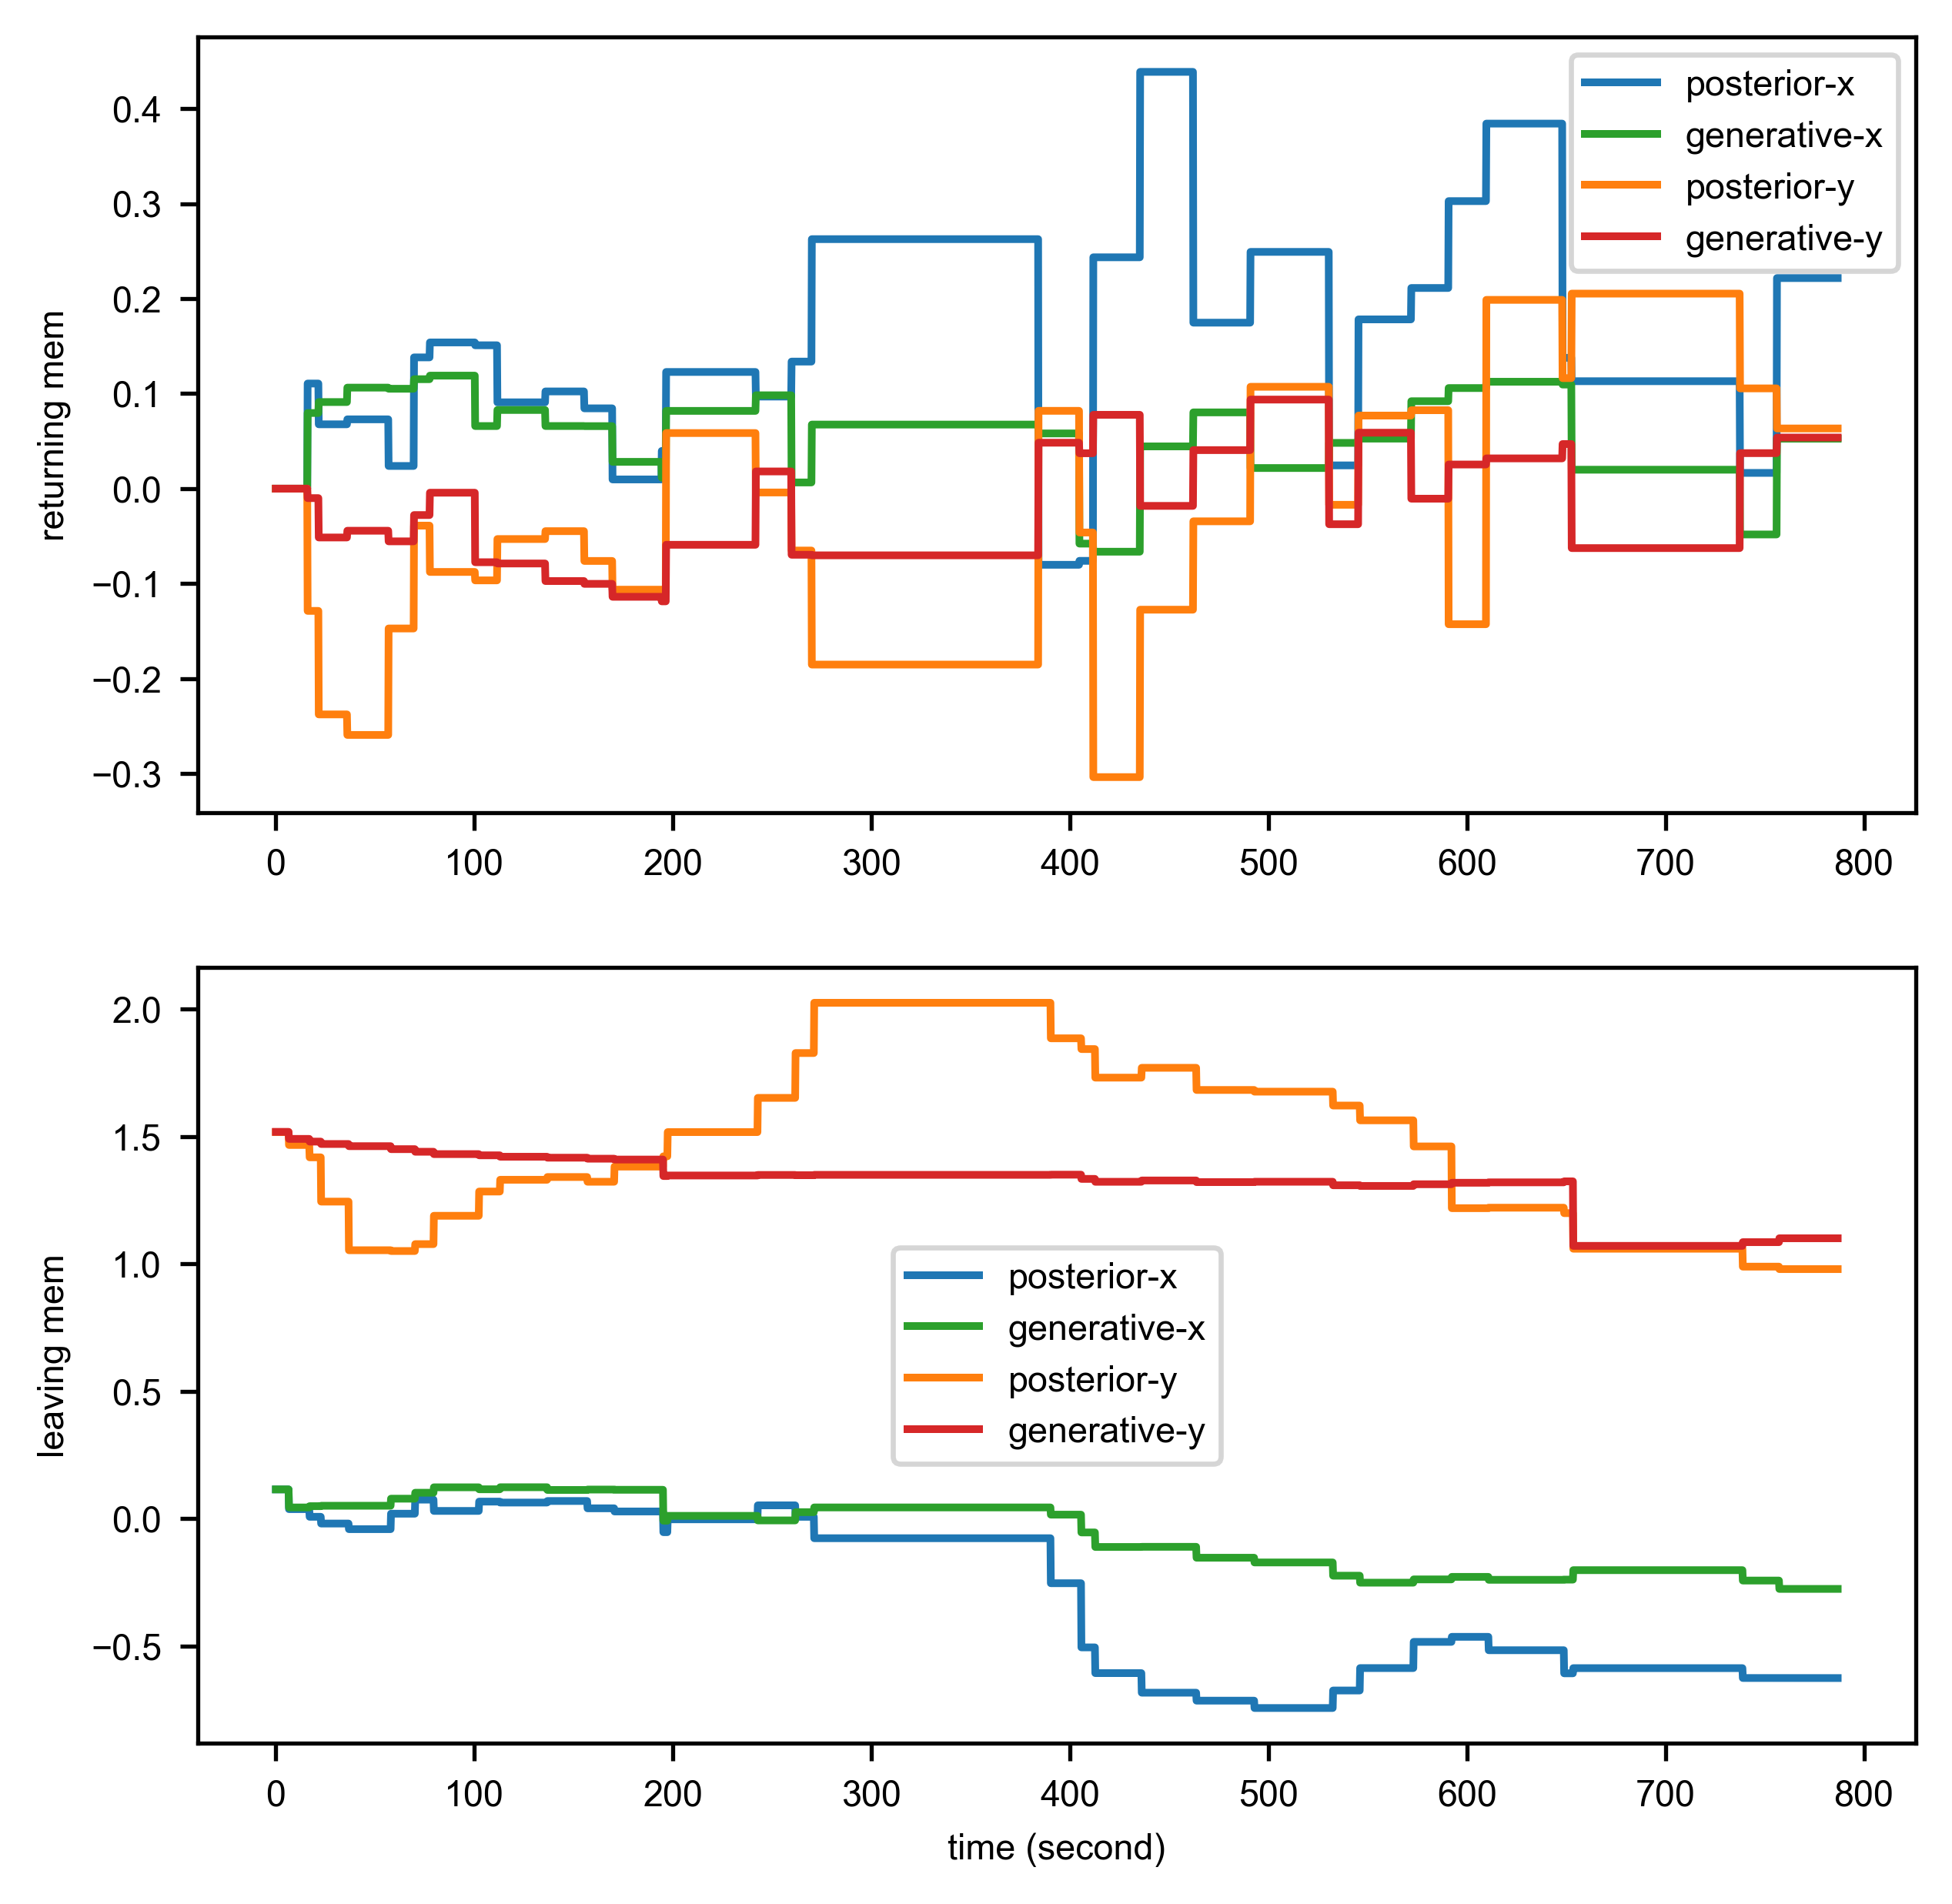 returning mem
0.4
0.3
0.2
0.1
0.0
−0.1
−0.2
−0.3
posterior-x
generative-x
posterior-y
generative-y
0 100 200 300 400 500 600 700 800
leaving mem
2.0
1.5
1.0
0.5
0.0
−0.5
posterior-x
generative-x
posterior-y
generative-y
0 100 200 300 400 500 600 700 800
time (second)